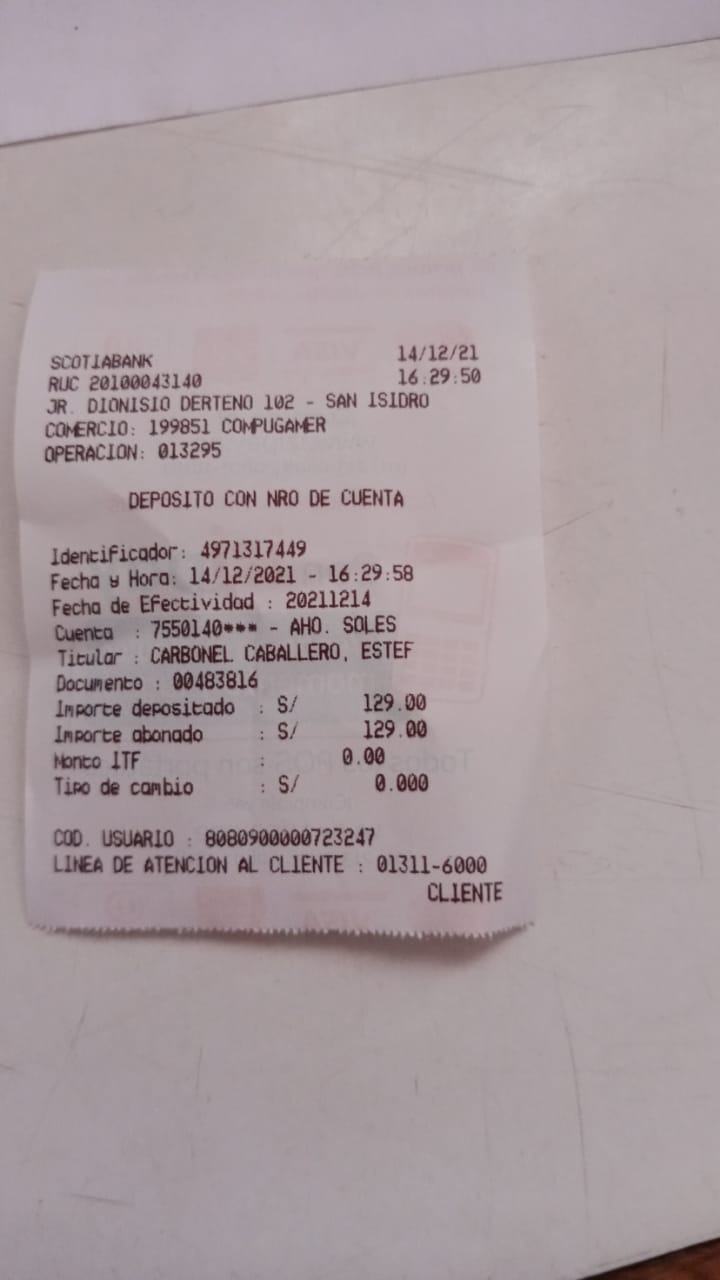 SCOTIABANK 14/12/21
RUC 20100043140 16:29:50
JR. DIONISIO DERTENO 102 - SAN ISIDRO
COMERCIO: 199851 COMPUGAMER
OPERACION: 013295
DEPOSITO CON NRO DE CUENTA
Identificador: 4971317449
Fecha y Hora: 14/12/2021 - 16:29:58
Fecha de Efectividad : 20211214
Cuenta : 7550140*** - AHO. SOLES
Titular : CARBONEL CABALLERO, ESTEF
Documento : 00483816
Importe depositado : S/ 129.00
Importe abonado : S/ 129.00
Monto ITF : 0.00
Tipo de cambio : S/ 0.000
COD. USUARIO : 8080900000723247
LINEA DE ATENCION AL CLIENTE : 01311-6000
CLIENTE